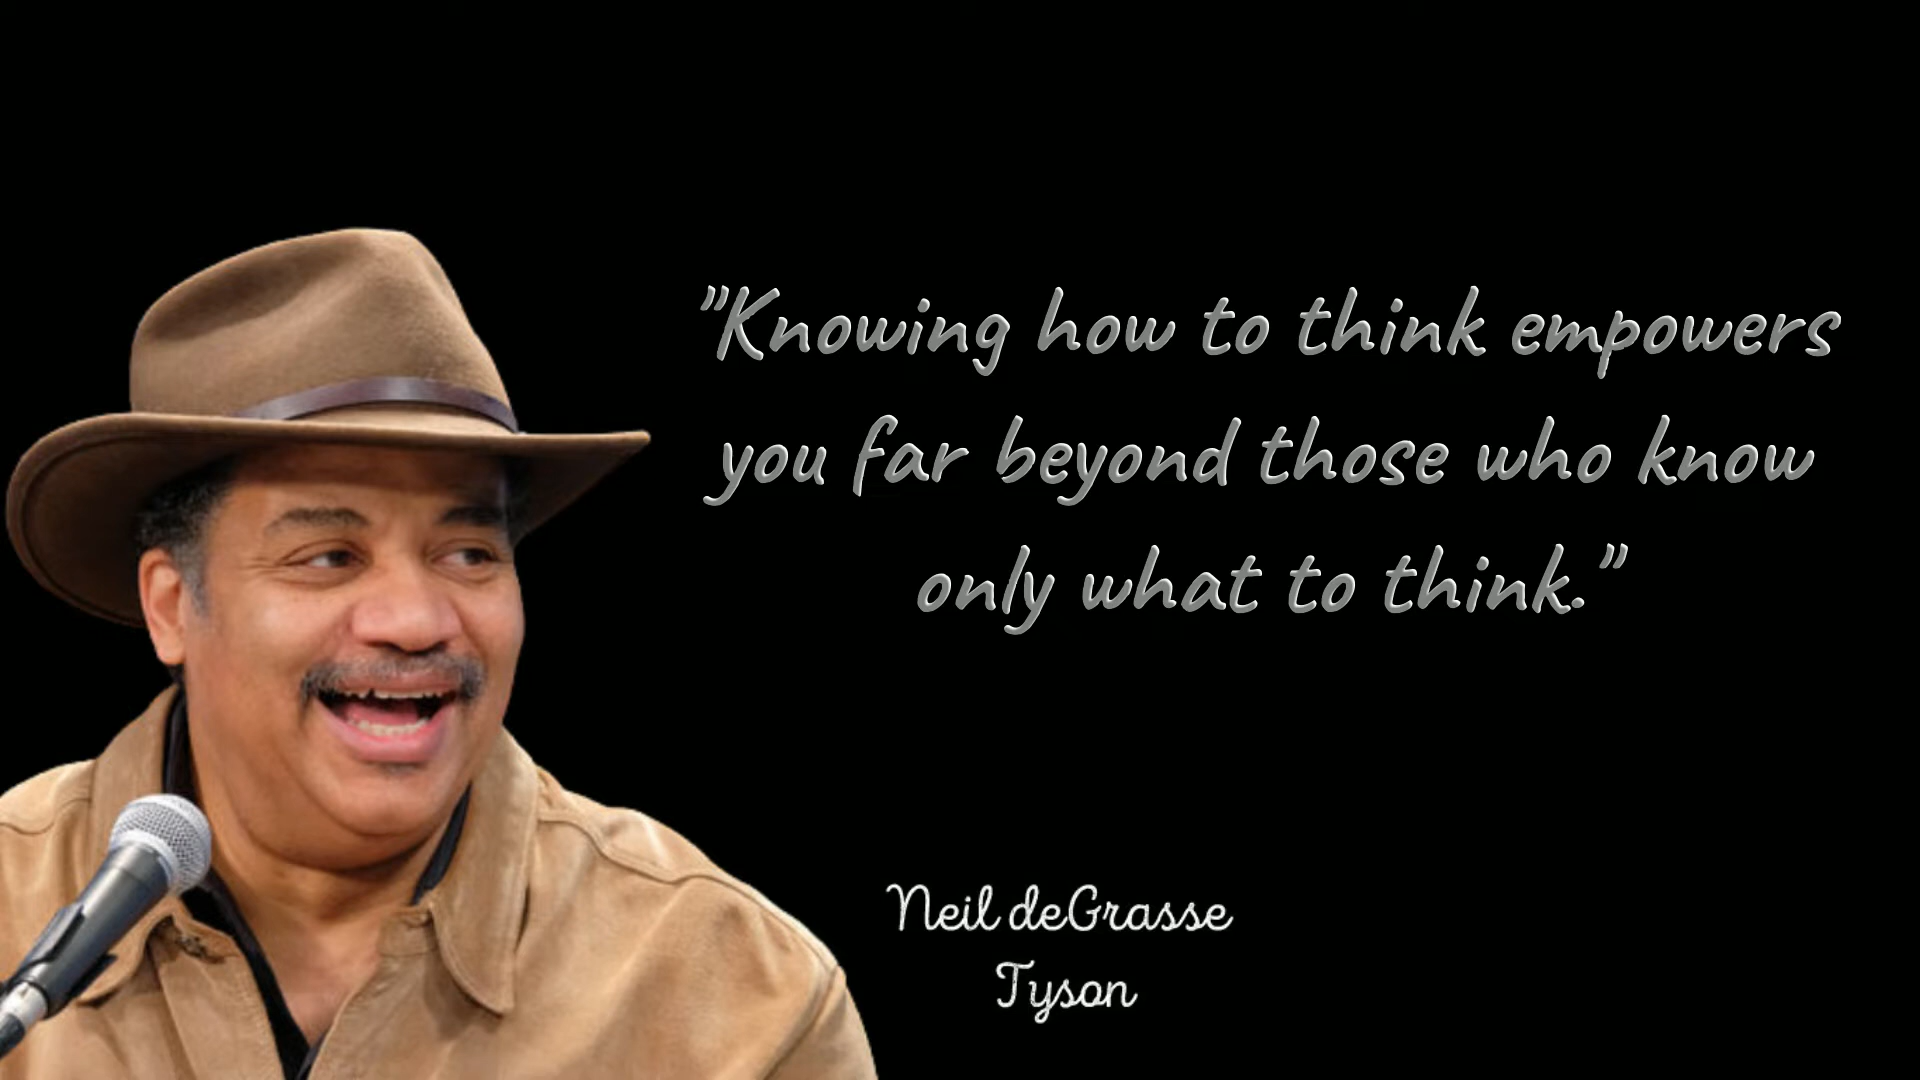 "Knowing how to think empowers
you far beyond those who know
only what to think."
Neil deGrasse
Tyson